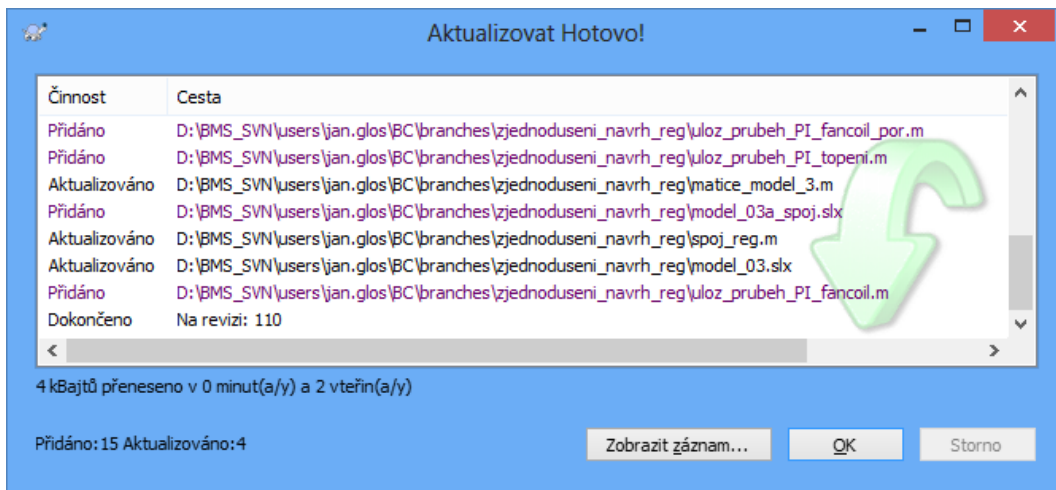 Aktualizovat Hotovo!
Činnost Cesta
Přidáno D:\BMS_SVN\users\jan.glos\BC\branches\zjednoduseni_navrh_reg\uloz_prubeh_PI_fancoil_por.m
Přidáno D:\BMS_SVN\users\jan.glos\BC\branches\zjednoduseni_navrh_reg\uloz_prubeh_PI_topeni.m
Aktualizováno D:\BMS_SVN\users\jan.glos\BC\branches\zjednoduseni_navrh_reg\matice_model_3.m
Přidáno D:\BMS_SVN\users\jan.glos\BC\branches\zjednoduseni_navrh_reg\model_03a_spoj.slx
Aktualizováno D:\BMS_SVN\users\jan.glos\BC\branches\zjednoduseni_navrh_reg\spoj_reg.m
Aktualizováno D:\BMS_SVN\users\jan.glos\BC\branches\zjednoduseni_navrh_reg\model_03.slx
Přidáno D:\BMS_SVN\users\jan.glos\BC\branches\zjednoduseni_navrh_reg\uloz_prubeh_PI_fancoil.m
Dokončeno Na revizi: 110
4 kBajtů přeneseno v 0 minut(a/y) a 2 vteřin(a/y)
Přidáno:15 Aktualizováno:4
Zobrazit záznam... OK Storno